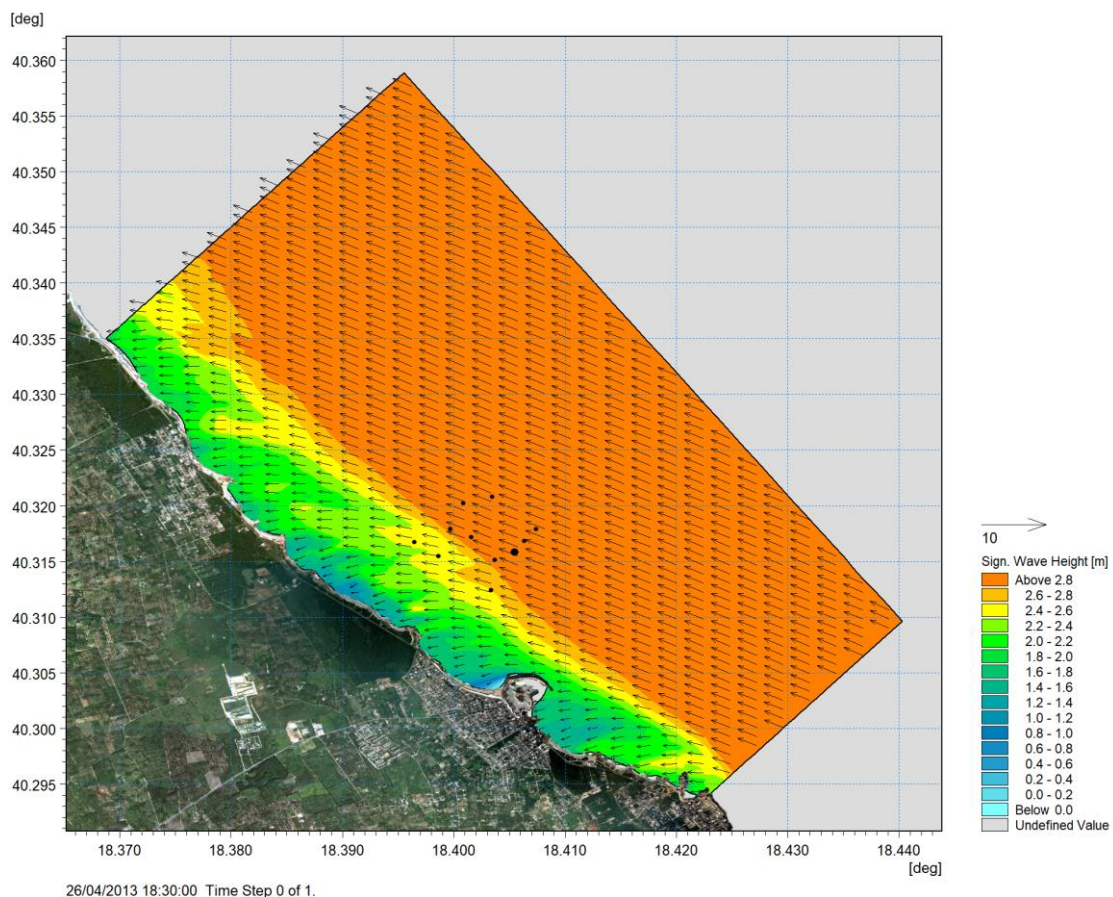 [deg]
40.360
40.355
40.350
40.345
40.340
40.335
40.330
40.325
40.320
40.315
40.310
40.305
40.300
40.295
18.370 18.380 18.390 18.400 18.410 18.420 18.430 18.440
[deg]
26/04/2013 18:30:00 Time Step 0 of 1.
10
Sign. Wave Height [m]
Above 2.8
2.6 - 2.8
2.4 - 2.6
2.2 - 2.4
2.0 - 2.2
1.8 - 2.0
1.6 - 1.8
1.4 - 1.6
1.2 - 1.4
1.0 - 1.2
0.8 - 1.0
0.6 - 0.8
0.4 - 0.6
0.2 - 0.4
0.0 - 0.2
Below 0.0
Undefined Value